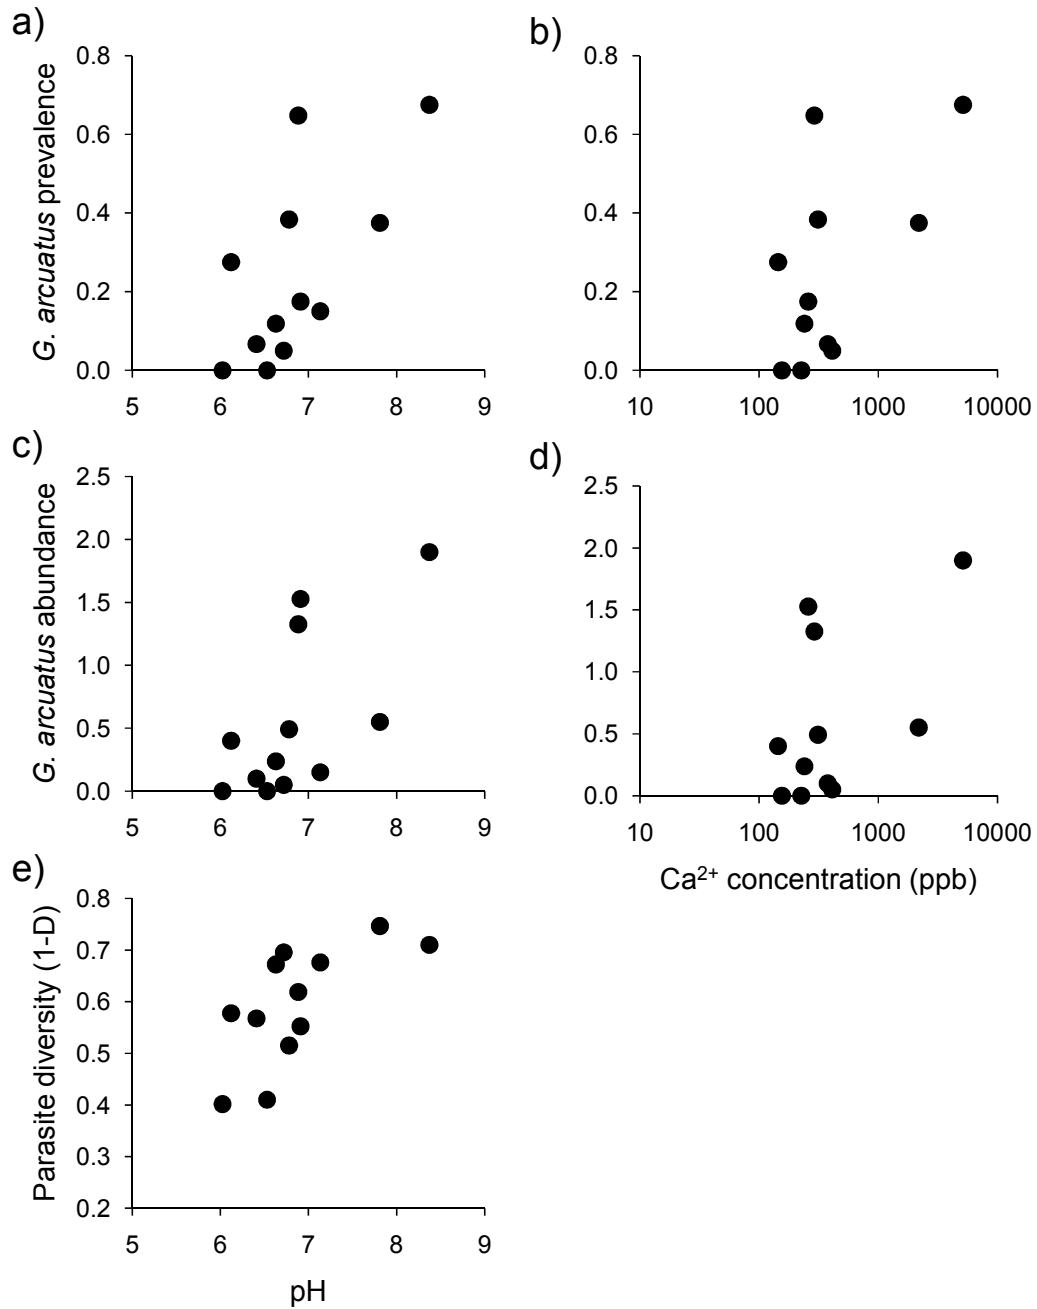 a)
b)
G. arcuatus prevalence
0.8
0.6
0.4
0.2
0.0
5 6 7 8 9
0.8
0.6
0.4
0.2
0.0
10 100 1000 10000
c)
d)
G. arcuatus abundance
2.5
2.0
1.5
1.0
0.5
0.0
5 6 7 8 9
2.5
2.0
1.5
1.0
0.5
0.0
10 100 1000 10000
Ca²⁺ concentration (ppb)
e)
Parasite diversity (1-D)
0.8
0.7
0.6
0.5
0.4
0.3
0.2
5 6 7 8 9
pH